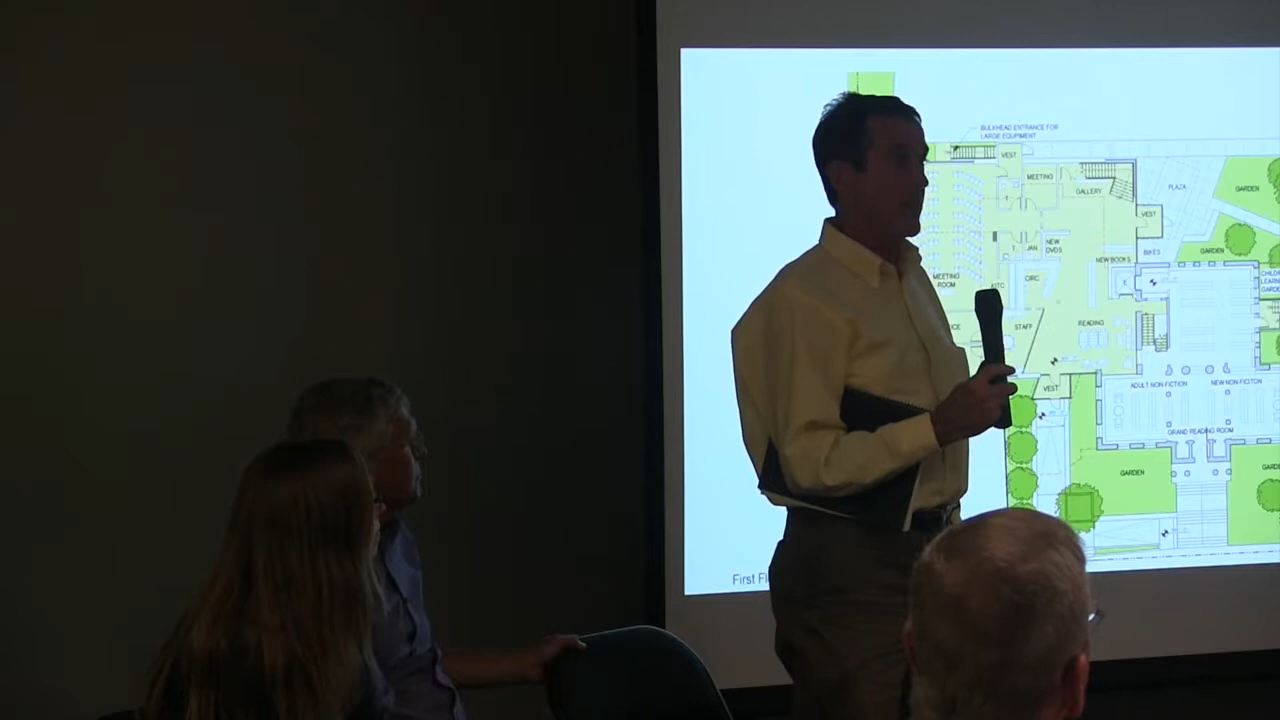 BULKHEAD ENTRANCE FOR
LARGE EQUIPMENT
VEST
MEETING
GALLERY
PLAZA
GARDEN
VEST
T.
JAN
NEW
DVDS
NEW BOOKS
BIKES
GARDEN
MEETING
ROOM
CIRC
STAFF
READING
VEST
ADULT NON-FICTION
NEW NON-FICTION
GRAND READING ROOM
GARDEN
First Fl